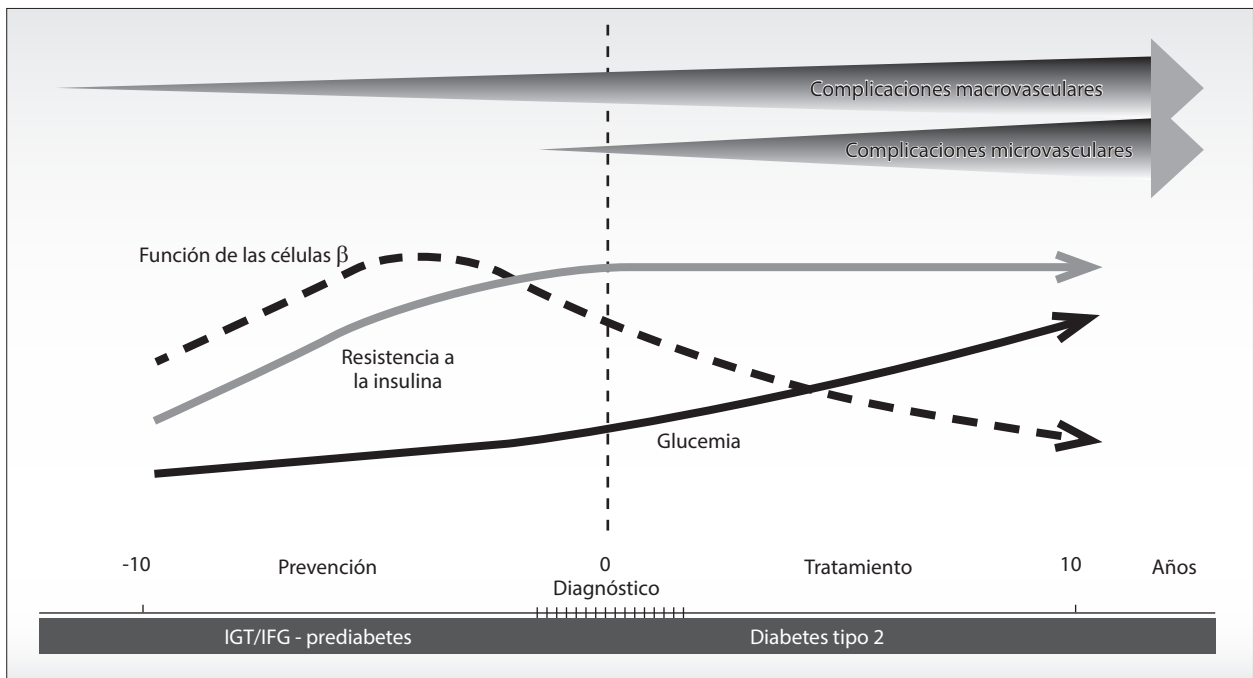 Complicaciones macrovasculares
Complicaciones microvasculares
Función de las células β
Resistencia a
la insulina
Glucemia
-10
Prevención
0
Diagnóstico
Tratamiento
10
Años
IGT/IFG - prediabetes
Diabetes tipo 2